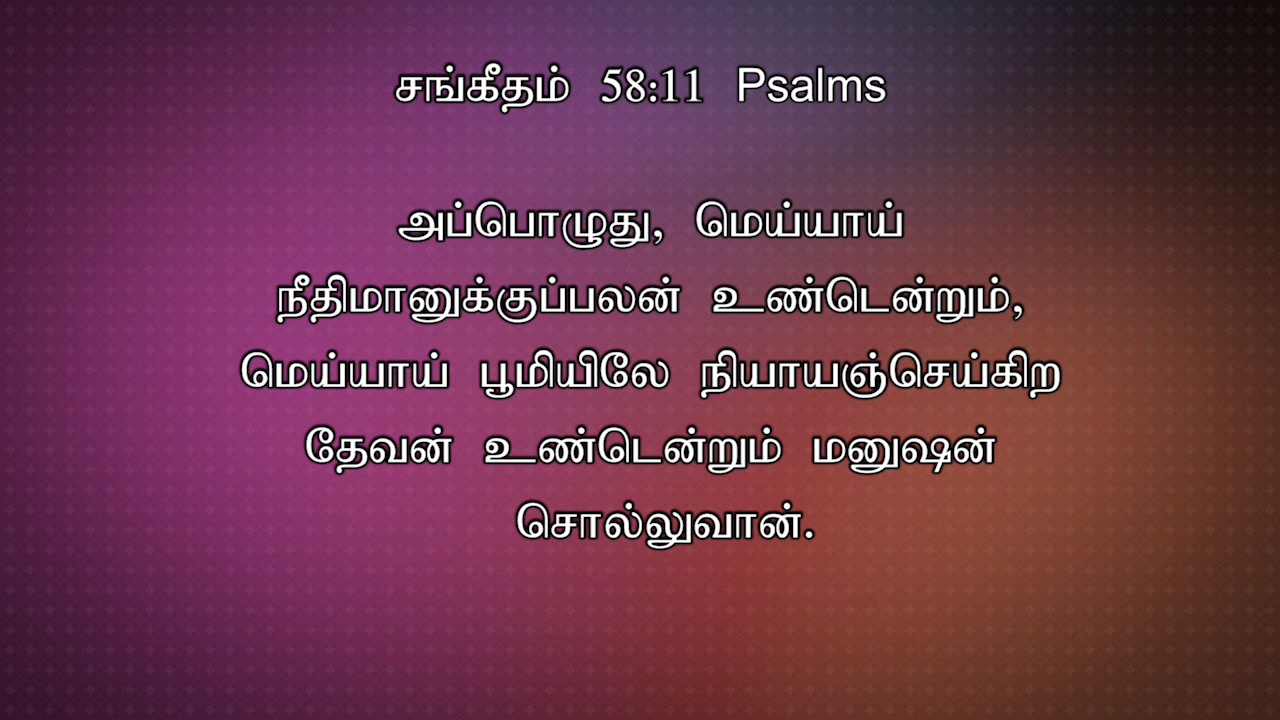 சங்கீதம் 58:11 Psalms
அப்பொழுது, மெய்யாய்
நீதிமானுக்குப்பலன் உண்டென்றும்,
மெய்யாய் பூமியிலே நியாயஞ்செய்கிற
தேவன் உண்டென்றும் மனுஷன்
சொல்லுவான்.